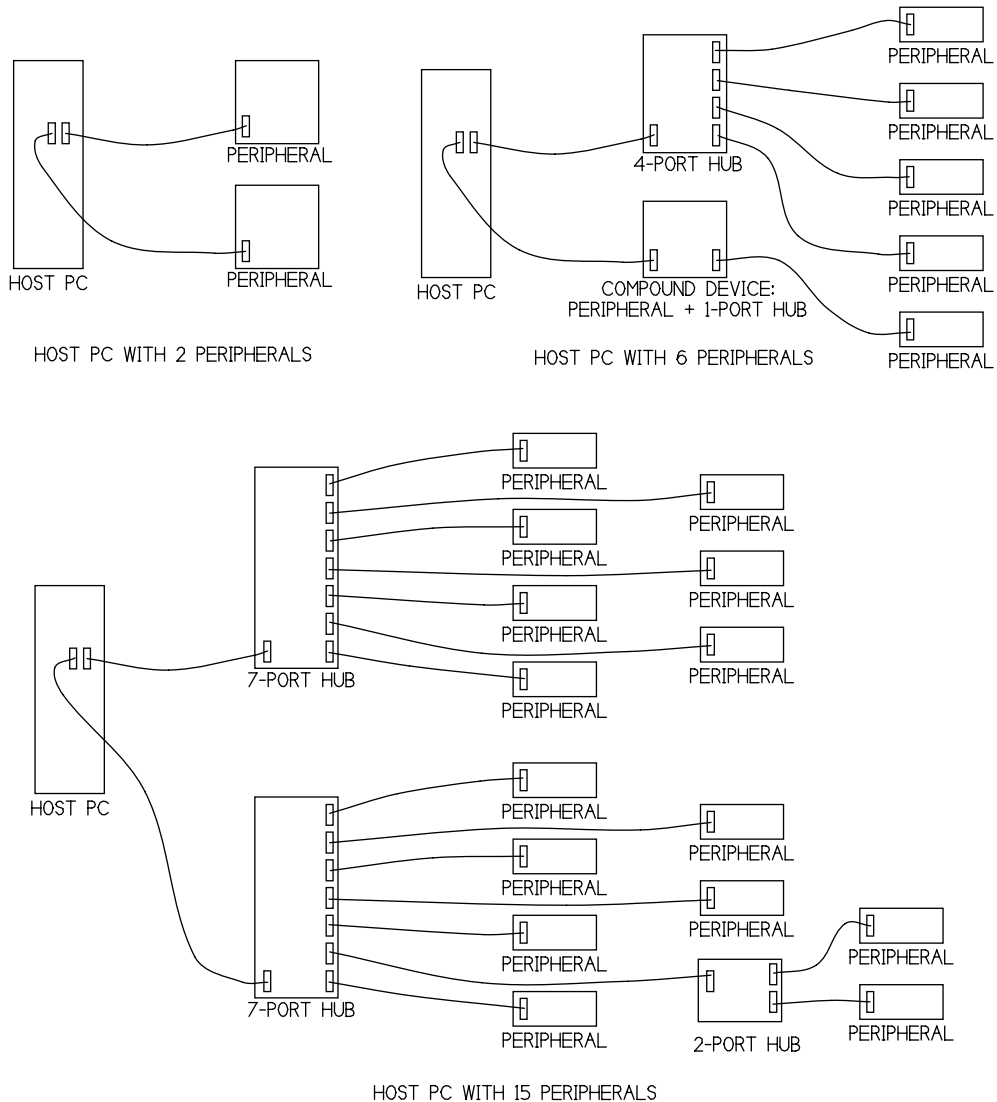 PERIPHERAL
PERIPHERAL
HOST PC
HOST PC WITH 2 PERIPHERALS
PERIPHERAL
PERIPHERAL
4-PORT HUB
PERIPHERAL
PERIPHERAL
HOST PC
COMPOUND DEVICE:
PERIPHERAL + 1-PORT HUB
PERIPHERAL
HOST PC WITH 6 PERIPHERALS
PERIPHERAL
PERIPHERAL
PERIPHERAL
PERIPHERAL
PERIPHERAL
PERIPHERAL
7-PORT HUB
PERIPHERAL
HOST PC
PERIPHERAL
PERIPHERAL
PERIPHERAL
PERIPHERAL
PERIPHERAL
PERIPHERAL
7-PORT HUB
PERIPHERAL
2-PORT HUB
PERIPHERAL
HOST PC WITH 15 PERIPHERALS